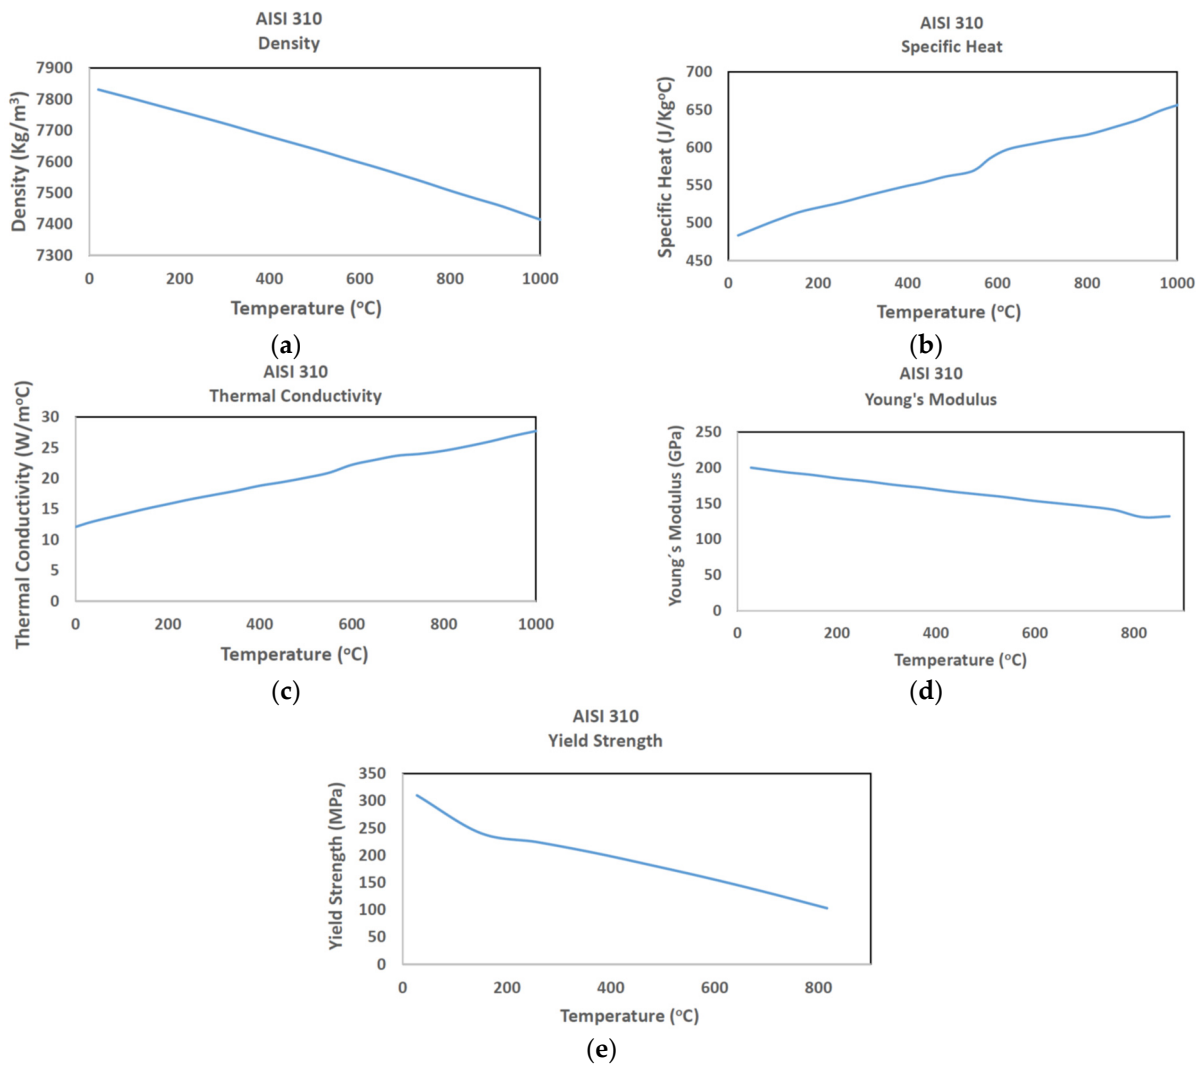 AISI 310
Density
7900
7800
7700
7600
7500
7400
7300
Density (Kg/m³)
0 200 400 600 800 1000
Temperature (ºC)
(a)
AISI 310
Specific Heat
700
650
600
550
500
450
Specific Heat (J/KgºC)
0 200 400 600 800 1000
Temperature (ºC)
(b)
AISI 310
Thermal Conductivity
30
25
20
15
10
5
0
Thermal Conductivity (W/mºC)
0 200 400 600 800 1000
Temperature (ºC)
(c)
AISI 310
Young's Modulus
250
200
150
100
50
0
Young´s Modulus (GPa)
0 200 400 600 800
Temperature (ºC)
(d)
AISI 310
Yield Strength
350
300
250
200
150
100
50
0
Yield Strength (MPa)
0 200 400 600 800
Temperature (ºC)
(e)